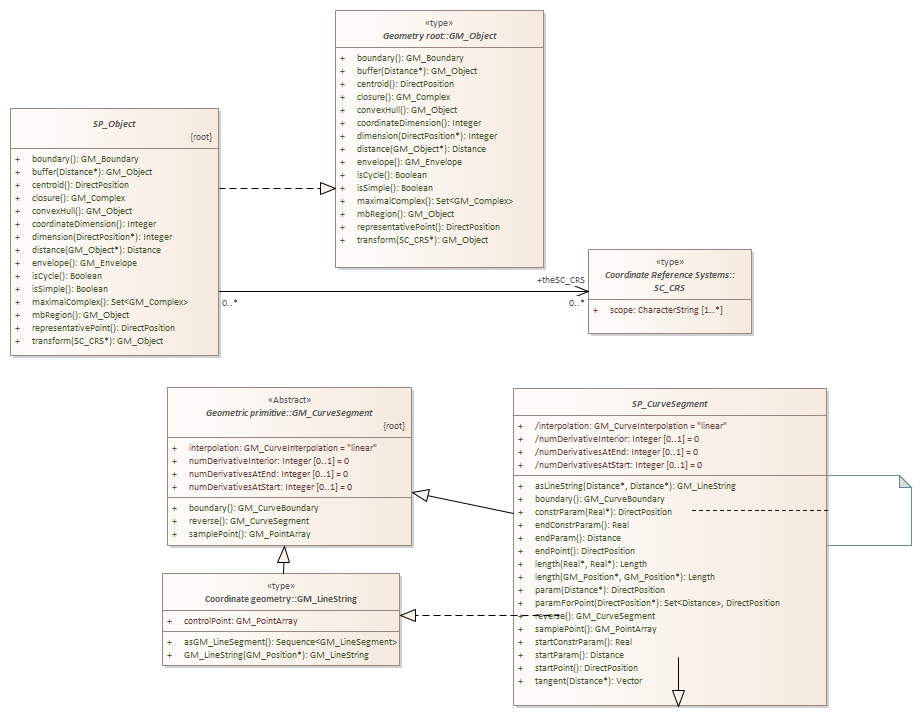 «type»
Geometry root::GM_Object
+ boundary(): GM_Boundary
+ buffer(Distance*): GM_Object
+ centroid(): DirectPosition
+ closure(): GM_Complex
+ convexHull(): GM_Object
+ coordinateDimension(): Integer
+ dimension(DirectPosition*): Integer
+ distance(GM_Object*): Distance
+ envelope(): GM_Envelope
+ isCycle(): Boolean
+ isSimple(): Boolean
+ maximalComplex(): Set<GM_Complex>
+ mbRegion(): GM_Object
+ representativePoint(): DirectPosition
+ transform(SC_CRS*): GM_Object
SP_Object
{root}
+ boundary(): GM_Boundary
+ buffer(Distance*): GM_Object
+ centroid(): DirectPosition
+ closure(): GM_Complex
+ convexHull(): GM_Object
+ coordinateDimension(): Integer
+ dimension(DirectPosition*): Integer
+ distance(GM_Object*): Distance
+ envelope(): GM_Envelope
+ isCycle(): Boolean
+ isSimple(): Boolean
+ maximalComplex(): Set<GM_Complex>
+ mbRegion(): GM_Object
+ representativePoint(): DirectPosition
+ transform(SC_CRS*): GM_Object
0..*
+theSC_CRS
0..*
«type»
Coordinate Reference Systems::
SC_CRS
+ scope: CharacterString [1..*]
«Abstract»
Geometric primitive::GM_CurveSegment
{root}
+ interpolation: GM_CurveInterpolation = "linear"
+ numDerivativeInterior: Integer [0..1] = 0
+ numDerivativesAtEnd: Integer [0..1] = 0
+ numDerivativesAtStart: Integer [0..1] = 0
+ boundary(): GM_CurveBoundary
+ reverse(): GM_CurveSegment
+ samplePoint(): GM_PointArray
«type»
Coordinate geometry::GM_LineString
+ controlPoint: GM_PointArray
+ asGM_LineSegment(): Sequence<GM_LineSegment>
+ GM_LineString(GM_Position*): GM_LineString
SP_CurveSegment
+ /interpolation: GM_CurveInterpolation = "linear"
+ /numDerivativeInterior: Integer [0..1] = 0
+ /numDerivativesAtEnd: Integer [0..1] = 0
+ /numDerivativesAtStart: Integer [0..1] = 0
+ asLineString(Distance*, Distance*): GM_LineString
+ boundary(): GM_CurveBoundary
+ constrParam(Real*): DirectPosition
+ endConstrParam(): Real
+ endParam(): Distance
+ endPoint(): DirectPosition
+ length(Real*, Real*): Length
+ length(GM_Position*, GM_Position*): Length
+ param(Distance*): DirectPosition
+ paramForPoint(DirectPosition*): Set<Distance>, DirectPosition
+ reverse(): GM_CurveSegment
+ samplePoint(): GM_PointArray
+ startConstrParam(): Real
+ startParam(): Distance
+ startPoint(): DirectPosition
+ tangent(Distance*): Vector